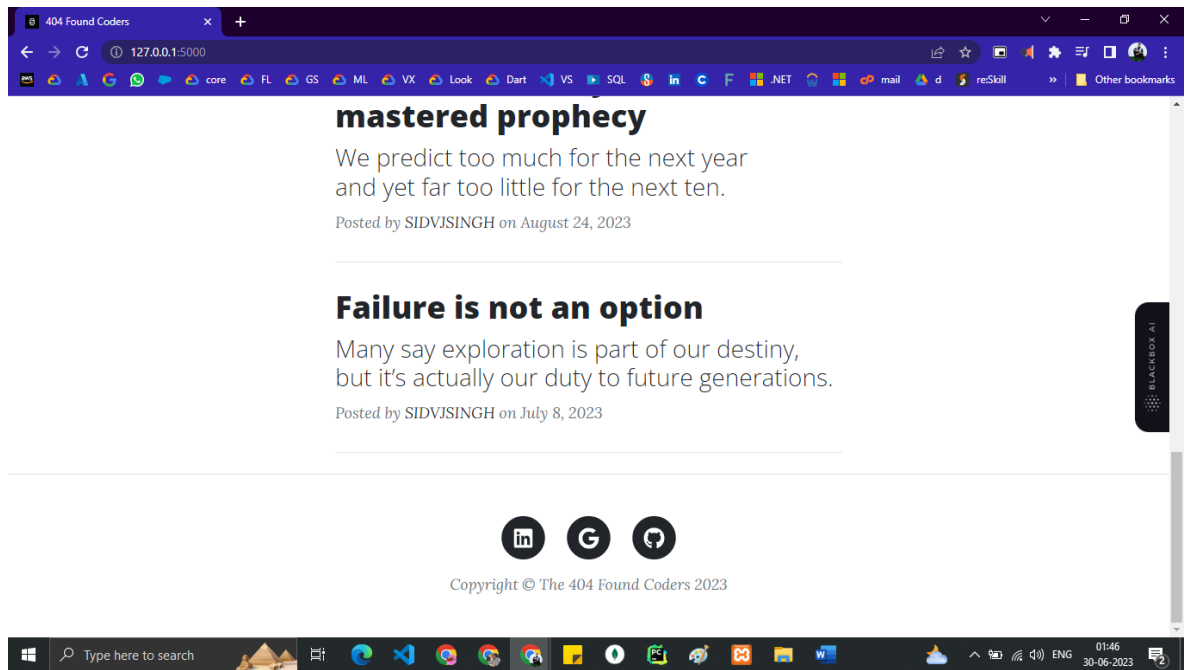 404 Found Coders
127.0.0.1:5000
aws core FL GS ML VX Look Dart VS SQL in C F .NET cP mail d re:Skill » Other bookmarks
mastered prophecy
We predict too much for the next year
and yet far too little for the next ten.
Posted by SIDVJSINGH on August 24, 2023
Failure is not an option
Many say exploration is part of our destiny,
but it’s actually our duty to future generations.
Posted by SIDVJSINGH on July 8, 2023
BLACKBOX AI
in G
Copyright © The 404 Found Coders 2023
Type here to search
ENG
01:46
30-06-2023
2